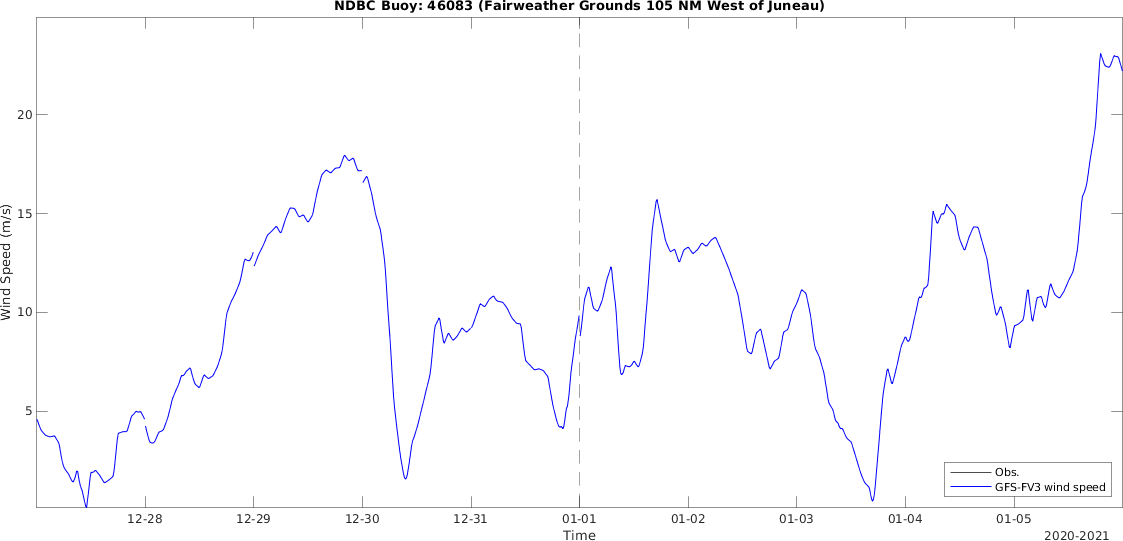 NDBC Buoy: 46083 (Fairweather Grounds 105 NM West of Juneau)
Wind Speed (m/s)
20
15
10
5
Obs.
GFS-FV3 wind speed
12-28 12-29 12-30 12-31 01-01 01-02 01-03 01-04 01-05
Time
2020-2021